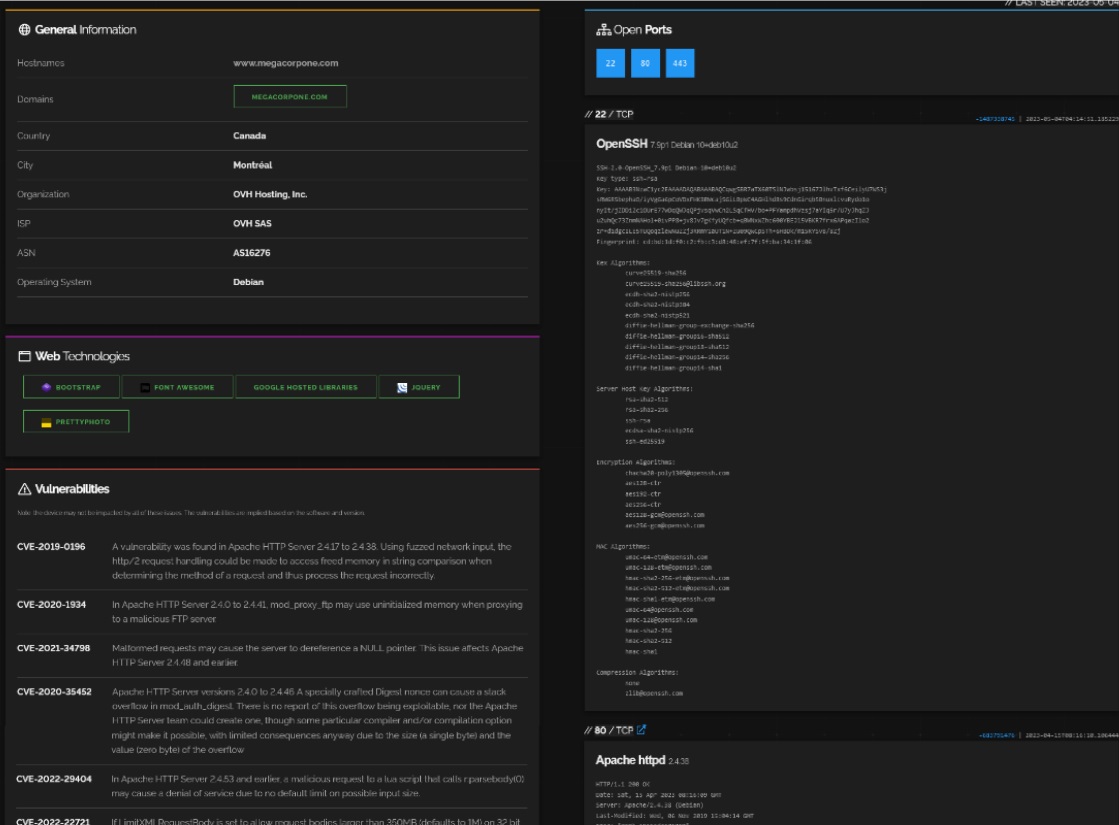 General Information
Hostnames www.megacorpone.com
Domains MEGACORPONE.COM
Country Canada
City Montréal
Organization OVH Hosting, Inc.
ISP OVH SAS
ASN AS16276
Operating System Debian
Web Technologies
BOOTSTRAP FONT AWESOME GOOGLE HOSTED LIBRARIES JQUERY
PRETTYPHOTO
Vulnerabilities
Note: the device may not be impacted by all of these issues. The vulnerabilities are implied based on the software and version.
CVE-2019-0196 A vulnerability was found in Apache HTTP Server 2.4.17 to 2.4.38. Using fuzzed network input, the
http/2 request handling could be made to access freed memory in string comparison when
determining the method of a request and thus process the request incorrectly.
CVE-2020-1934 In Apache HTTP Server 2.4.0 to 2.4.41, mod_proxy_ftp may use uninitialized memory when proxying
to a malicious FTP server.
CVE-2021-34798 Malformed requests may cause the server to dereference a NULL pointer. This issue affects Apache
HTTP Server 2.4.48 and earlier.
CVE-2020-35452 Apache HTTP Server versions 2.4.0 to 2.4.46 A specially crafted Digest nonce can cause a stack
overflow in mod_auth_digest. There is no report of this overflow being exploitable, nor the Apache
HTTP Server team could create one, though some particular compiler and/or compilation option
might make it possible, with limited consequences anyway due to the size (a single byte) and the
value (zero byte) of the overflow
CVE-2022-29404 In Apache HTTP Server 2.4.53 and earlier, a malicious request to a lua script that calls r:parsebody(0)
may cause a denial of service due to no default limit on possible input size.
CVE-2022-22721 If LimitXMLRequestBody is set to allow request bodies larger than 350MB (defaults to 1M) on 32 bit
// LAST SEEN: 2023-05-04
Open Ports
22 80 443
// 22 / TCP
OpenSSH 7.9p1 Debian 10+deb10u2
SSH-2.0-OpenSSH_7.9p1 Debian-10+deb10u2
Key type: ssh-rsa
Key:
Fingerprint:
Kex Algorithms:
curve25519-sha256
curve25519-sha256@libssh.org
ecdh-sha2-nistp256
ecdh-sha2-nistp384
ecdh-sha2-nistp521
diffie-hellman-group-exchange-sha256
diffie-hellman-group16-sha512
diffie-hellman-group18-sha512
diffie-hellman-group14-sha256
diffie-hellman-group14-sha1
Server Host Key Algorithms:
rsa-sha2-512
rsa-sha2-256
ssh-rsa
ecdsa-sha2-nistp256
ssh-ed25519
Encryption Algorithms:
chacha20-poly1305@openssh.com
aes128-ctr
aes192-ctr
aes256-ctr
aes128-gcm@openssh.com
aes256-gcm@openssh.com
MAC Algorithms:
umac-64-etm@openssh.com
umac-128-etm@openssh.com
hmac-sha2-256-etm@openssh.com
hmac-sha2-512-etm@openssh.com
hmac-sha1-etm@openssh.com
umac-64@openssh.com
umac-128@openssh.com
hmac-sha2-256
hmac-sha2-512
hmac-sha1
Compression Algorithms:
none
zlib@openssh.com
// 80 / TCP
Apache httpd 2.4.38
HTTP/1.1 200 OK
Date: Sat, 15 Apr 2023 GMT
Server: Apache/2.4.38 (Debian)
Last-Modified: Wed, 06 Nov 2019 15:04:14 GMT